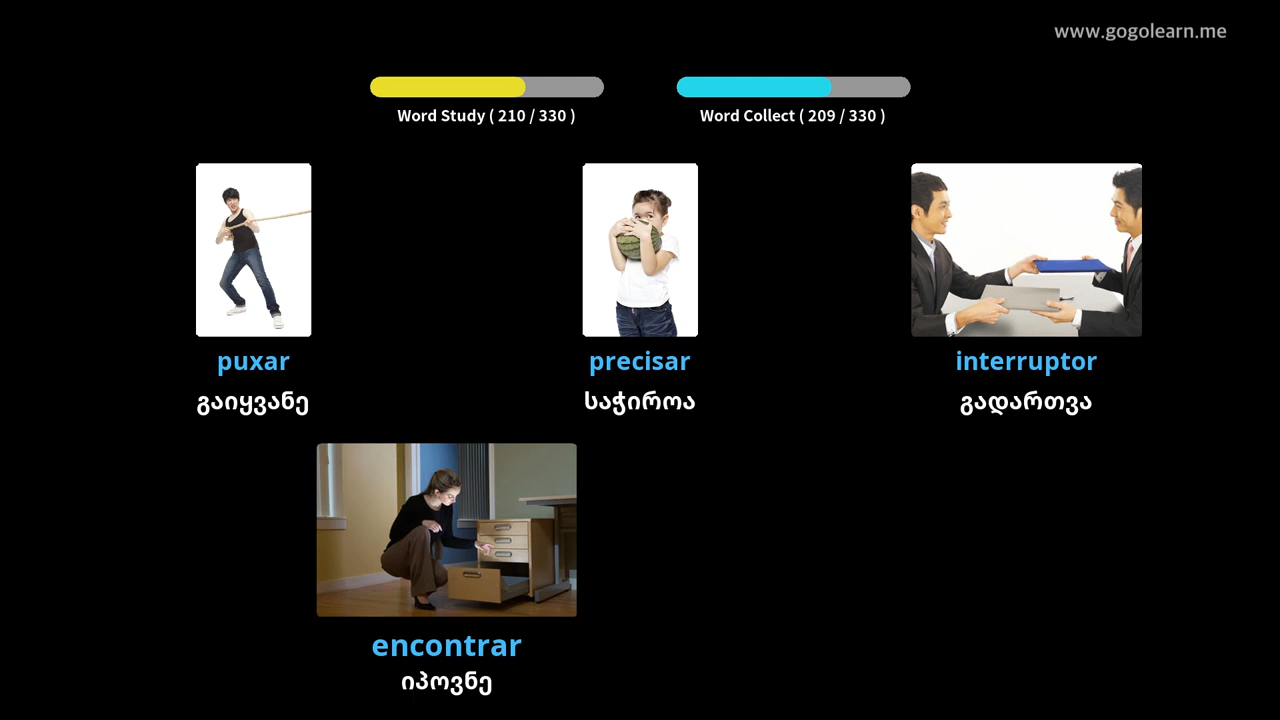 www.gogolearn.me
Word Study ( 210 / 330 )
Word Collect ( 209 / 330 )
puxar
გაიყვანე
precisar
საჭიროა
interruptor
გადართვა
encontrar
იპოვნე